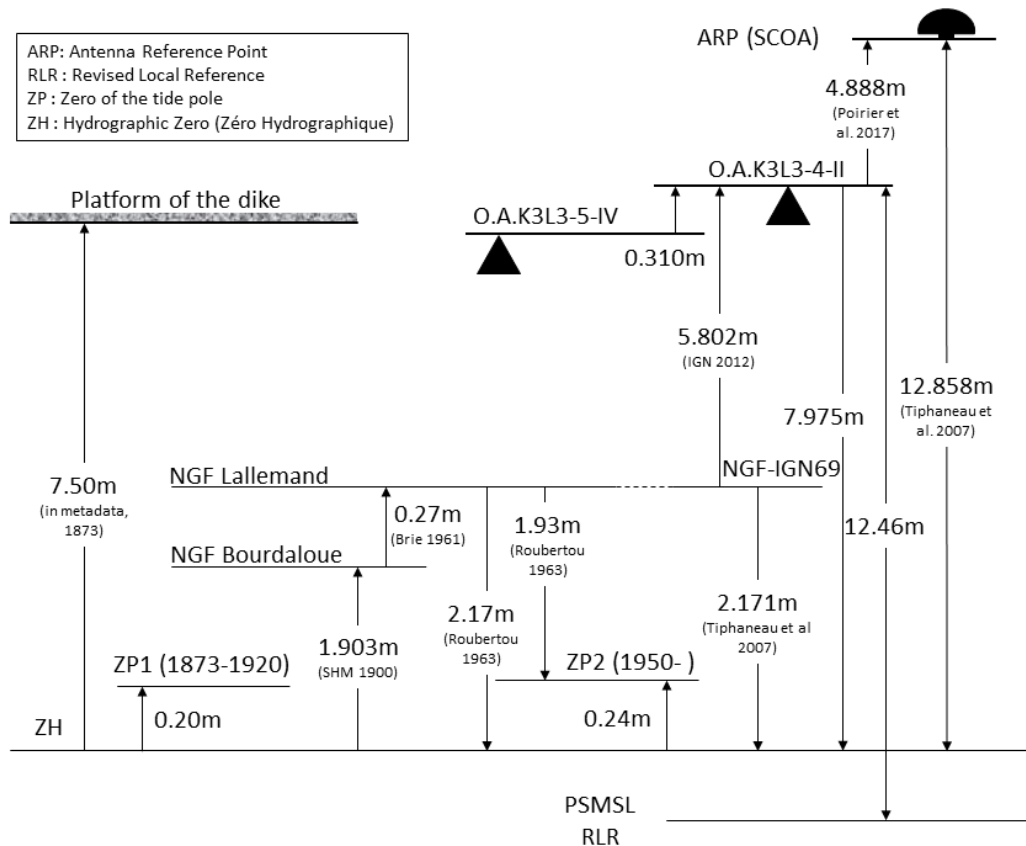 ARP: Antenna Reference Point
RLR : Revised Local Reference
ZP : Zero of the tide pole
ZH : Hydrographic Zero (Zéro Hydrographique)
ARP (SCOA)
4.888m
(Poirier et
al. 2017)
O.A.K3L3-4-II
Platform of the dike
O.A.K3L3-5-IV
0.310m
5.802m
(IGN 2012)
12.858m
(Tiphaneau et
al. 2007)
7.975m
NGF Lallemand
NGF-IGN69
7.50m
(in metadata,
1873)
0.27m
(Brie 1961)
1.93m
(Roubertou
1963)
12.46m
NGF Bourdaloue
2.17m
(Roubertou
1963)
2.171m
(Tiphaneau et al
2007)
1.903m
(SHM 1900)
ZP1 (1873-1920)
ZP2 (1950- )
0.20m
0.24m
ZH
PSMSL
RLR